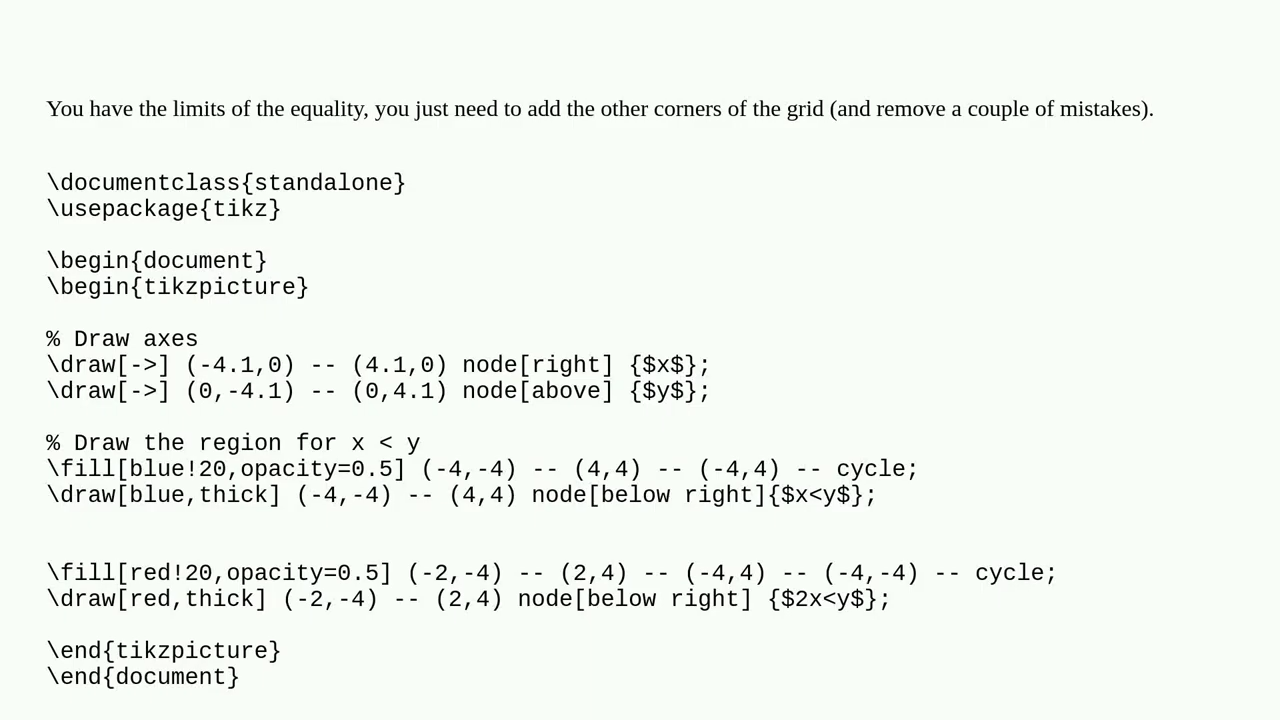 You have the limits of the equality, you just need to add the other corners of the grid (and remove a couple of mistakes).
\documentclass{standalone}
\usepackage{tikz}
\begin{document}
\begin{tikzpicture}
% Draw axes
\draw[->] (-4.1,0) -- (4.1,0) node[right] {$x$};
\draw[->] (0,-4.1) -- (0,4.1) node[above] {$y$};
% Draw the region for x < y
\fill[blue!20,opacity=0.5] (-4,-4) -- (4,4) -- (-4,4) -- cycle;
\draw[blue,thick] (-4,-4) -- (4,4) node[below right]{$x<y$};
\fill[red!20,opacity=0.5] (-2,-4) -- (2,4) -- (-4,4) -- (-4,-4) -- cycle;
\draw[red,thick] (-2,-4) -- (2,4) node[below right] {$2x<y$};
\end{tikzpicture}
\end{document}